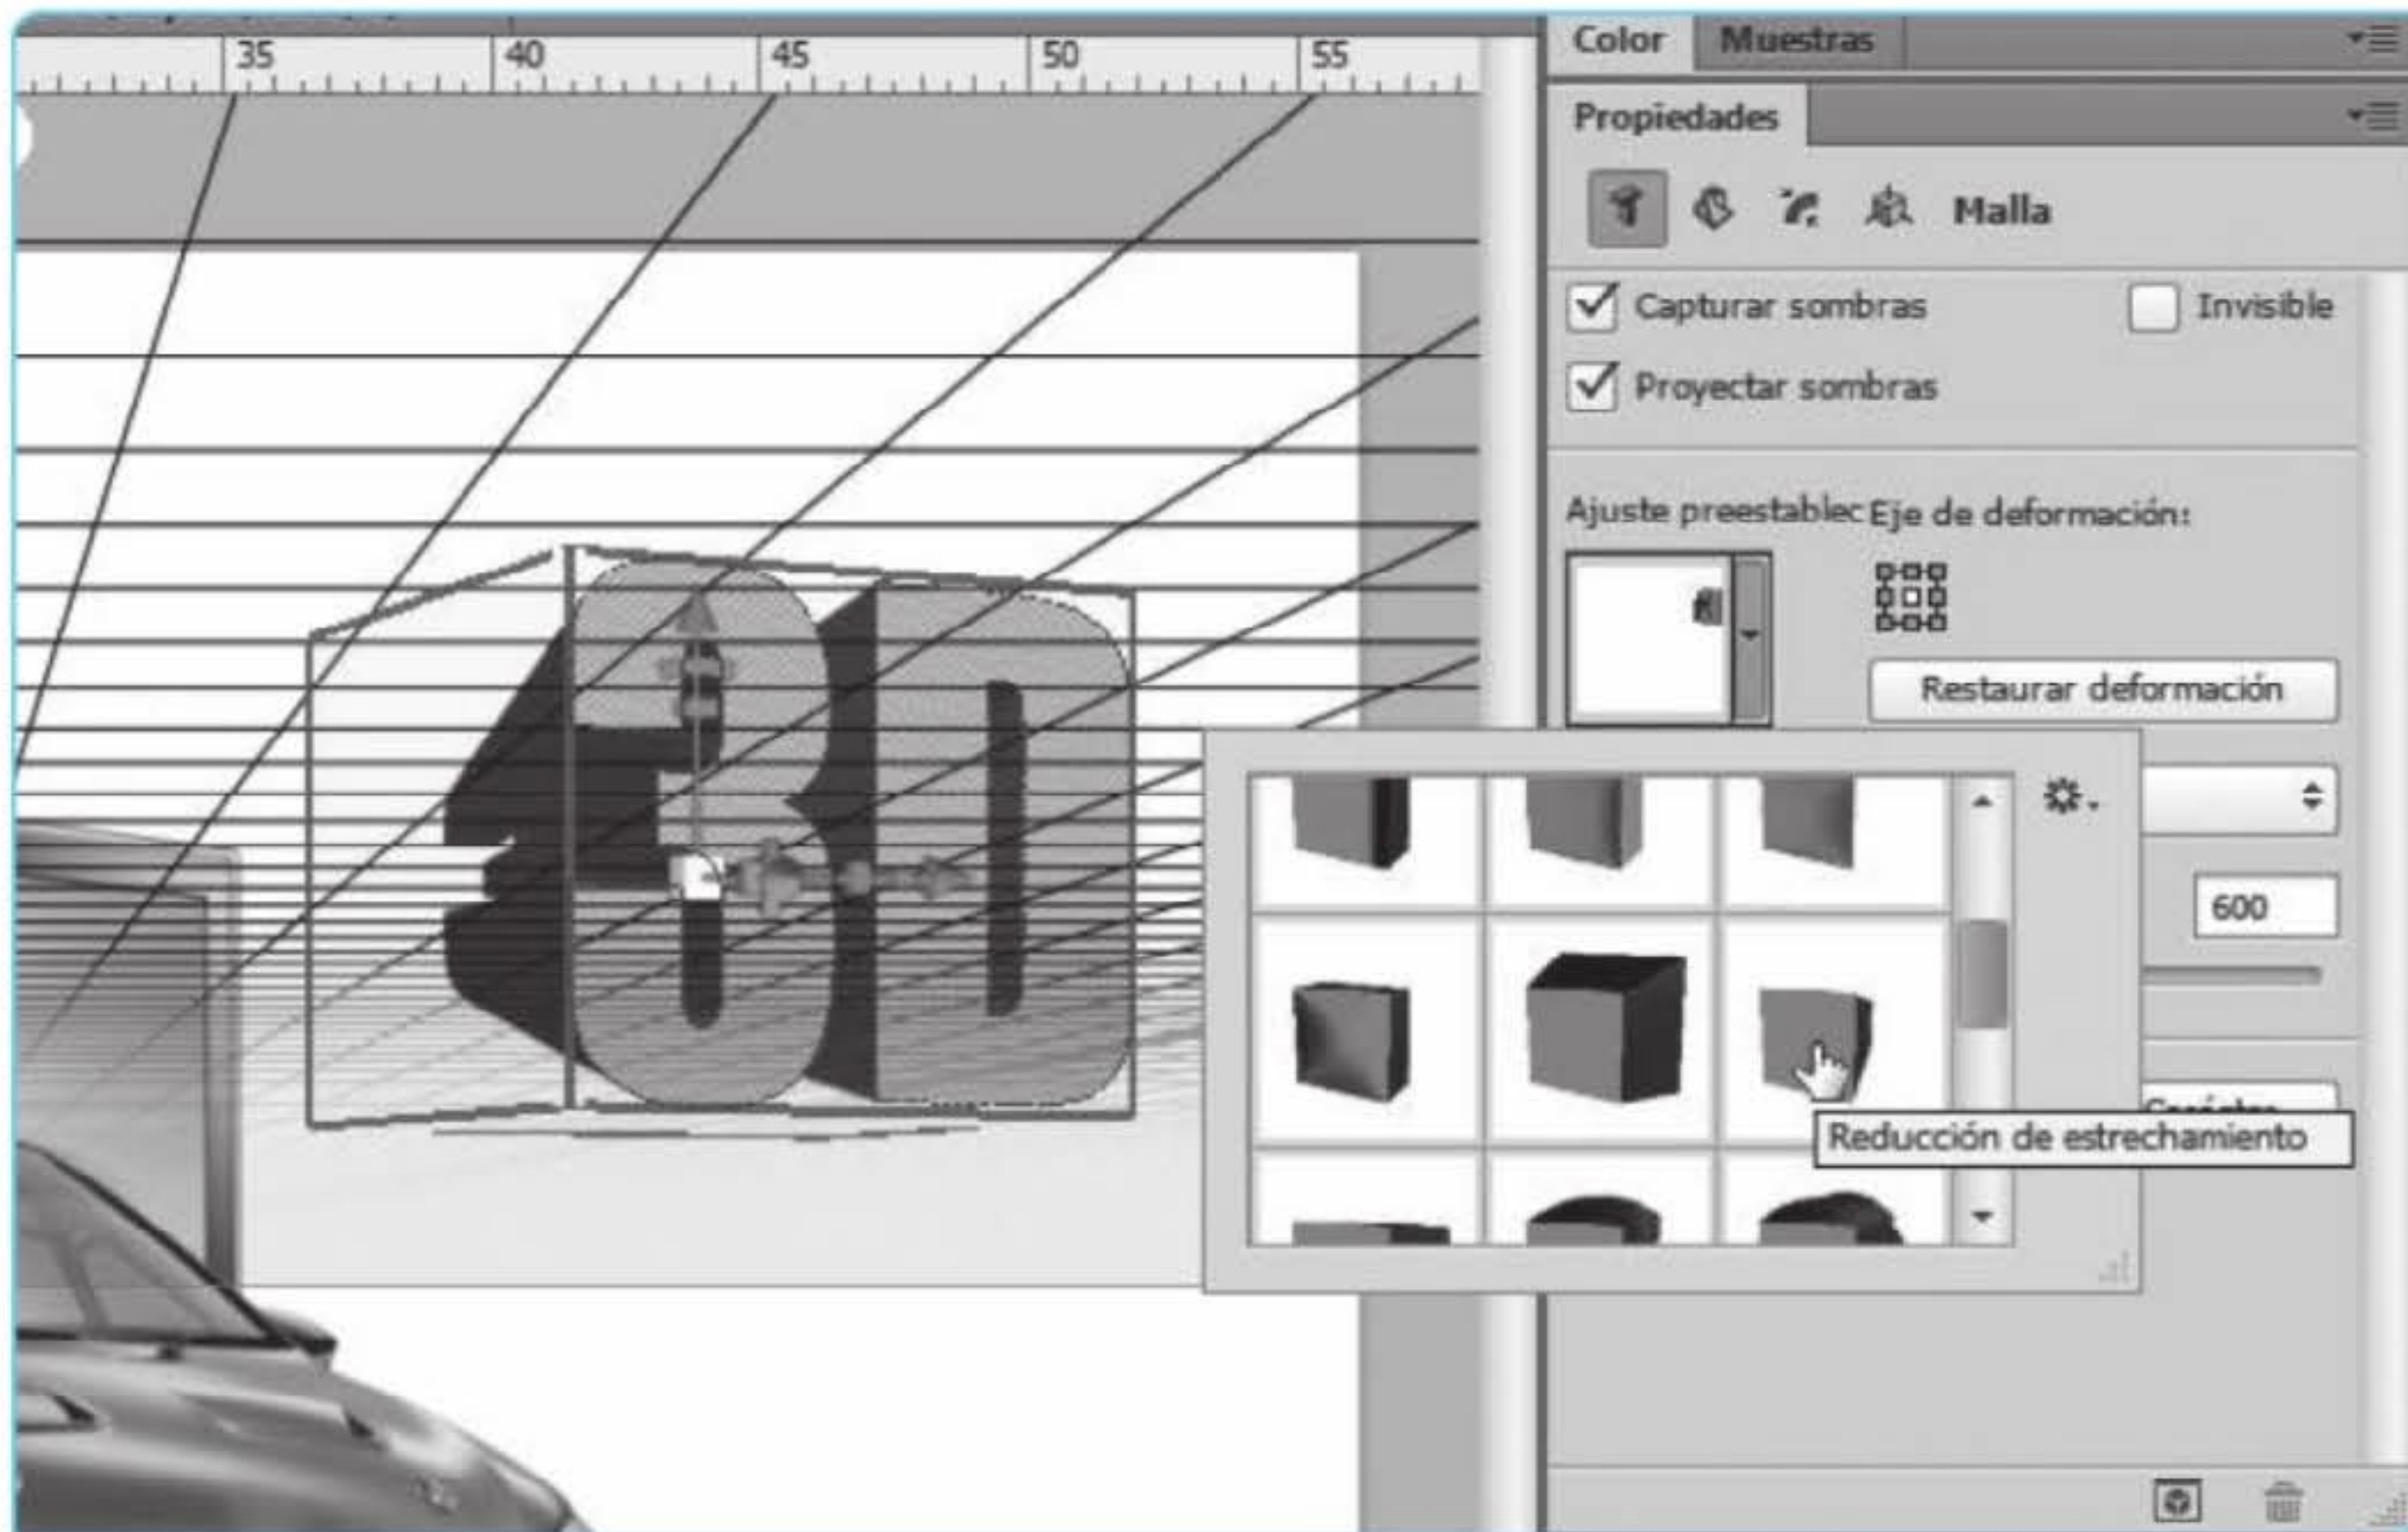 35 40 45 50 55
Color Muestras
Propiedades
Malla
Capturar sombras Invisible
Proyectar sombras
Ajuste preestablec Eje de deformación:
Restaurar deformación
3D
600
Reducción de estrechamiento